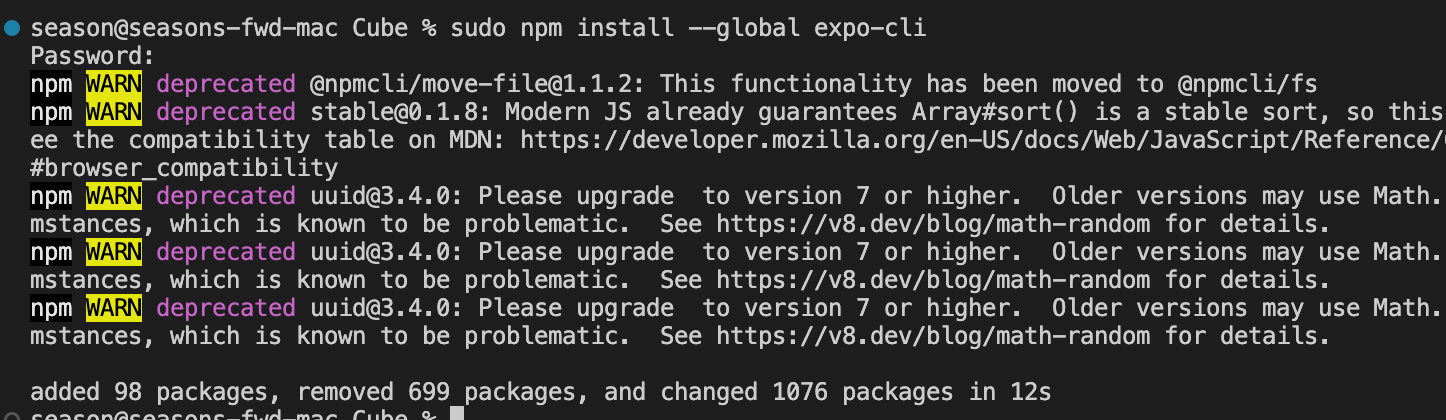 season@seasons-fwd-mac Cube % sudo npm install --global expo-cli
Password:
npm WARN deprecated @npmcli/move-file@1.1.2: This functionality has been moved to @npmcli/fs
npm WARN deprecated stable@0.1.8: Modern JS already guarantees Array#sort() is a stable sort, so this
ee the compatibility table on MDN: https://developer.mozilla.org/en-US/docs/Web/JavaScript/Reference/
#browser_compatibility
npm WARN deprecated uuid@3.4.0: Please upgrade  to version 7 or higher.  Older versions may use Math.
mstances, which is known to be problematic.  See https://v8.dev/blog/math-random for details.
npm WARN deprecated uuid@3.4.0: Please upgrade  to version 7 or higher.  Older versions may use Math.
mstances, which is known to be problematic.  See https://v8.dev/blog/math-random for details.
npm WARN deprecated uuid@3.4.0: Please upgrade  to version 7 or higher.  Older versions may use Math.
mstances, which is known to be problematic.  See https://v8.dev/blog/math-random for details.
added 98 packages, removed 699 packages, and changed 1076 packages in 12s
season@seasons-fwd-mac Cube %